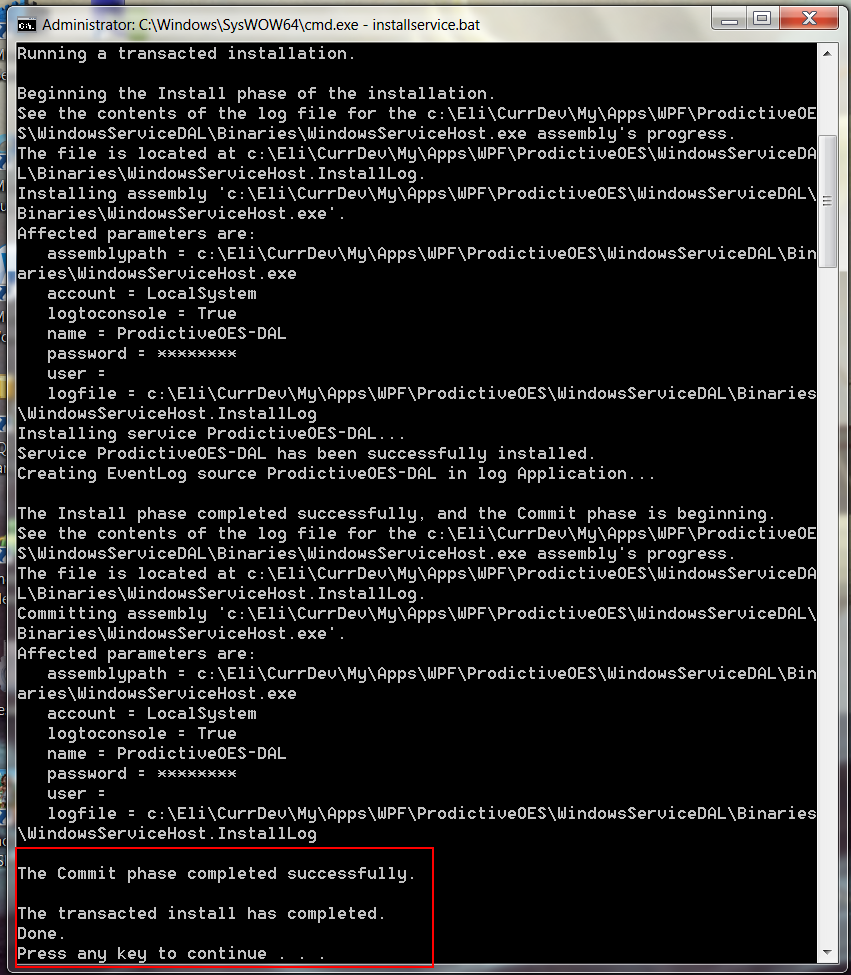 Administrator: C:\Windows\SysWOW64\cmd.exe - installservice.bat
Running a transacted installation.
Beginning the Install phase of the installation.
See the contents of the log file for the c:\Eli\CurrDev\My\Apps\WPF\ProdictiveOE
S\WindowsServiceDAL\Binaries\WindowsServiceHost.exe assembly's progress.
The file is located at c:\Eli\CurrDev\My\Apps\WPF\ProdictiveOES\WindowsServiceDA
L\Binaries\WindowsServiceHost.InstallLog.
Installing assembly 'c:\Eli\CurrDev\My\Apps\WPF\ProdictiveOES\WindowsServiceDAL\
Binaries\WindowsServiceHost.exe'.
Affected parameters are:
   assemblypath = c:\Eli\CurrDev\My\Apps\WPF\ProdictiveOES\WindowsServiceDAL\Bin
aries\WindowsServiceHost.exe
   account = LocalSystem
   logtoconsole = True
   name = ProdictiveOES-DAL
   password = ********
   user =
   logfile = c:\Eli\CurrDev\My\Apps\WPF\ProdictiveOES\WindowsServiceDAL\Binaries
\WindowsServiceHost.InstallLog
Installing service ProdictiveOES-DAL...
Service ProdictiveOES-DAL has been successfully installed.
Creating EventLog source ProdictiveOES-DAL in log Application...
The Install phase completed successfully, and the Commit phase is beginning.
See the contents of the log file for the c:\Eli\CurrDev\My\Apps\WPF\ProdictiveOE
S\WindowsServiceDAL\Binaries\WindowsServiceHost.exe assembly's progress.
The file is located at c:\Eli\CurrDev\My\Apps\WPF\ProdictiveOES\WindowsServiceDA
L\Binaries\WindowsServiceHost.InstallLog.
Committing assembly 'c:\Eli\CurrDev\My\Apps\WPF\ProdictiveOES\WindowsServiceDAL\
Binaries\WindowsServiceHost.exe'.
Affected parameters are:
   assemblypath = c:\Eli\CurrDev\My\Apps\WPF\ProdictiveOES\WindowsServiceDAL\Bin
aries\WindowsServiceHost.exe
   account = LocalSystem
   logtoconsole = True
   name = ProdictiveOES-DAL
   password = ********
   user =
   logfile = c:\Eli\CurrDev\My\Apps\WPF\ProdictiveOES\WindowsServiceDAL\Binaries
\WindowsServiceHost.InstallLog
The Commit phase completed successfully.
The transacted install has completed.
Done.
Press any key to continue . . .